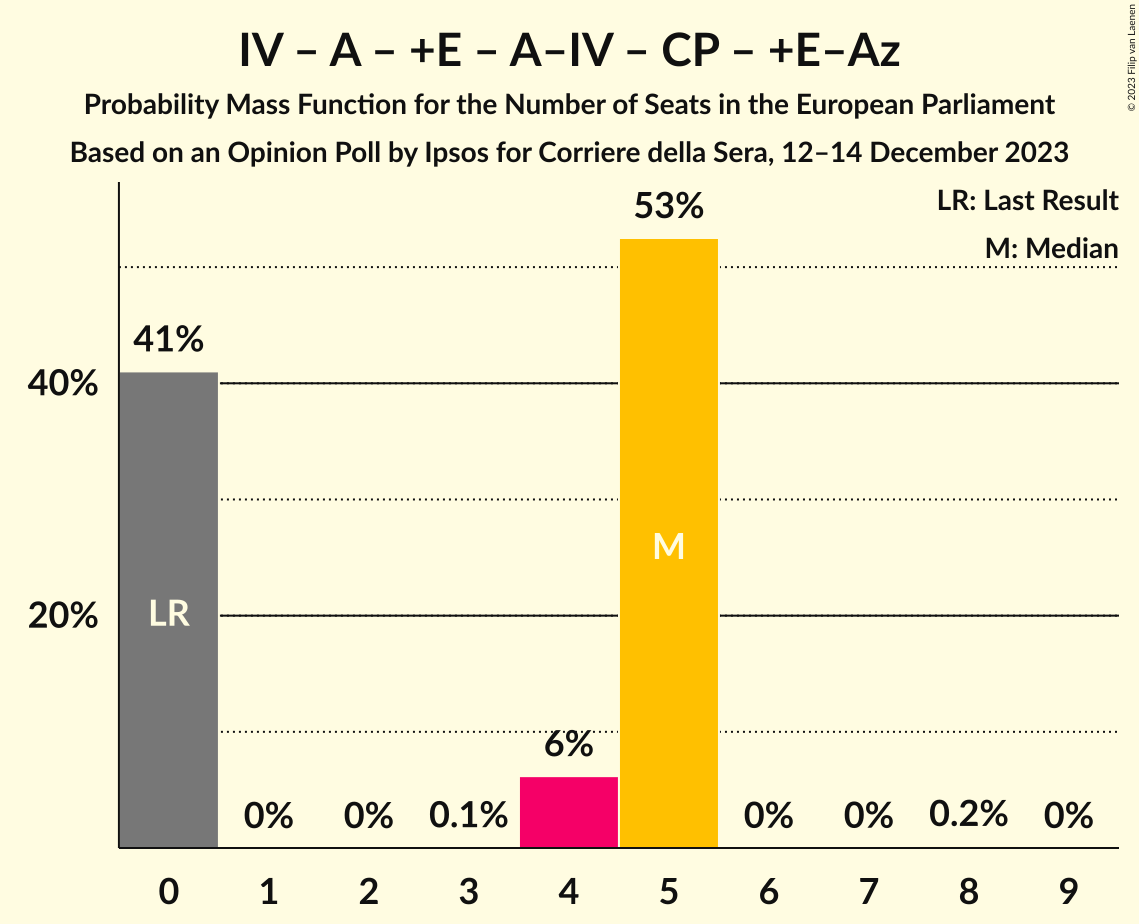 IV – A – +E – A–IV – CP – +E–Az
Probability Mass Function for the Number of Seats in the European Parliament
Based on an Opinion Poll by Ipsos for Corriere della Sera, 12–14 December 2023
© 2023 Filip van Laenen
LR: Last Result
M: Median
53%
41%
40%
M
LR
20%
6%
0% 0% 0.1% 0% 0% 0.2% 0%
0 1 2 3 4 5 6 7 8 9